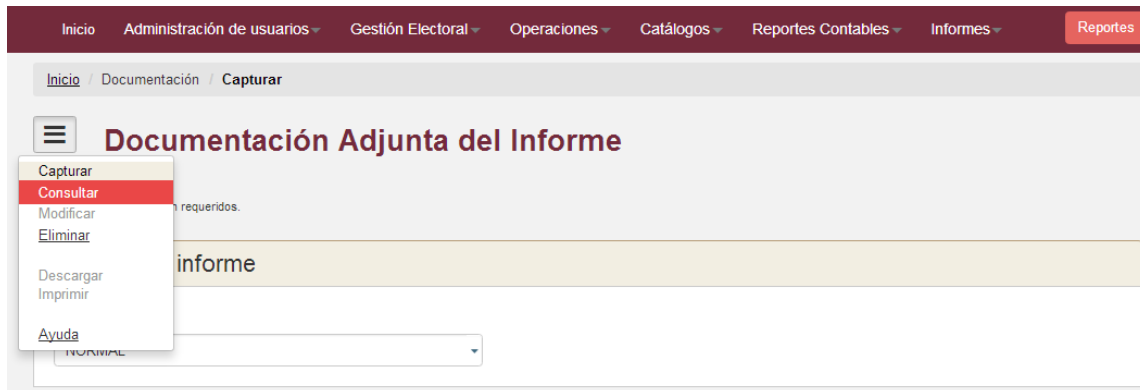 Inicio Administración de usuarios Gestión Electoral Operaciones Catálogos Reportes Contables Informes Reportes
Inicio / Documentación / Capturar
Documentación Adjunta del Informe
Capturar
Consultar
Modificar
requeridos.
Eliminar
informe
Descargar
Imprimir
Ayuda
NORMAL